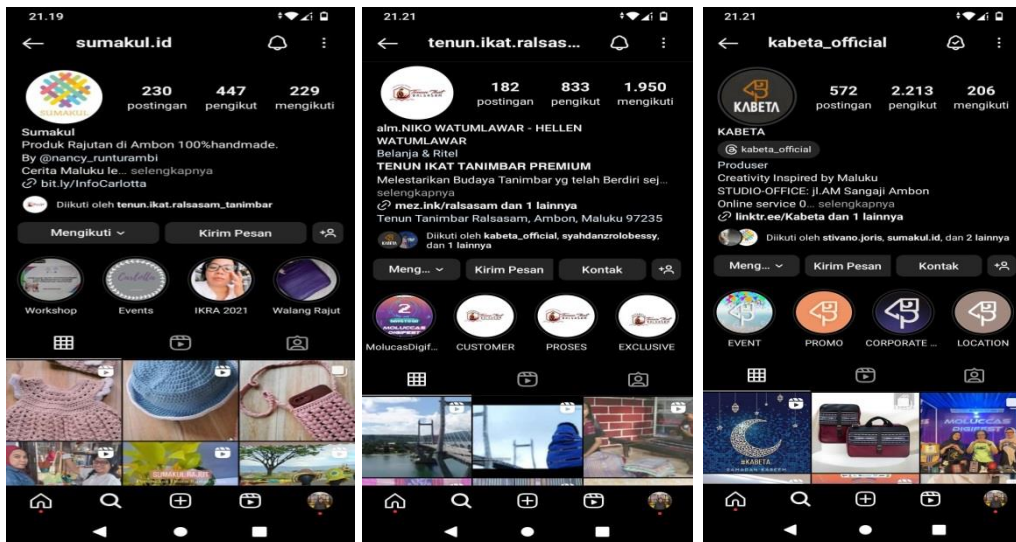 21.19
sumakul.id
SUMAKUL
230 447 229
postingan pengikut mengikuti
Sumakul
Produk Rajutan di Ambon 100%handmade.
By @nancy_runturambi
Cerita Maluku le... selengkapnya
bit.ly/InfoCarlotta
Diikuti oleh tenun.ikat.ralsasam_tanimbar
Mengikuti Kirim Pesan
Workshop Events IKRA 2021 Walang Rajut
SUMAKUL RAJUT
21.21
tenun.ikat.ralsas...
182 833 1.950
postingan pengikut mengikuti
alm.NIKO WATUMLAWAR - HELLEN
WATUMLAWAR
Belanja & Ritel
TENUN IKAT TANIMBAR PREMIUM
Melestarikan Budaya Tanimbar yg telah Berdiri sej...
selengkapnya
mez.ink/ralsasam dan 1 lainnya
Tenun Tanimbar Ralsasam, Ambon, Maluku 97235
Diikuti oleh kabeta_official, syahdanzrolobessy,
dan 1 lainnya
Meng... Kirim Pesan Kontak
2
MOLUCCAS
DIGIFEST
MolucasDigif... CUSTOMER PROSES EXCLUSIVE
21.21
kabeta_official
KABETA
572 2.213 206
postingan pengikut mengikuti
KABETA
kabeta_official
Produser
Creativity Inspired by Maluku
STUDIO-OFFICE: jl.AM Sangaji Ambon
Online service 0... Selengkapnya
linktr.ee/Kabeta dan 1 lainnya
Diikuti oleh stivano.joris, sumakul.id, dan 2 lainnya
Meng... Kirim Pesan Kontak
EVENT PROMO CORPORATE ... LOCATION
@KABETA
RAMADAN KAREEM
MOLUCCAS
DIGIFEST